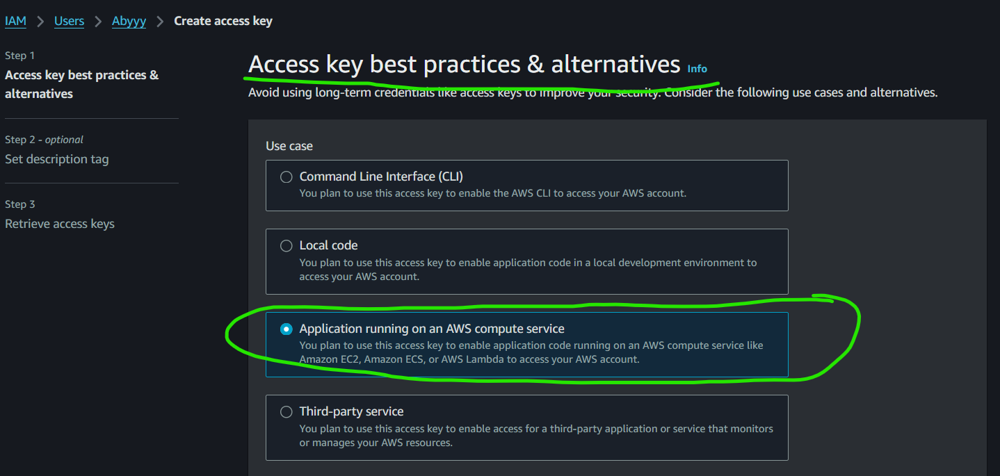 IAM > Users > Abyyy > Create access key
Step 1
Access key best practices &
alternatives
Step 2 - optional
Set description tag
Step 3
Retrieve access keys
Access key best practices & alternatives Info
Avoid using long-term credentials like access keys to improve your security. Consider the following use cases and alternatives.
Use case
Command Line Interface (CLI)
You plan to use this access key to enable the AWS CLI to access your AWS account.
Local code
You plan to use this access key to enable application code in a local development environment to
access your AWS account.
Application running on an AWS compute service
You plan to use this access key to enable application code running on an AWS compute service like
Amazon EC2, Amazon ECS, or AWS Lambda to access your AWS account.
Third-party service
You plan to use this access key to enable access for a third-party application or service that monitors
or manages your AWS resources.